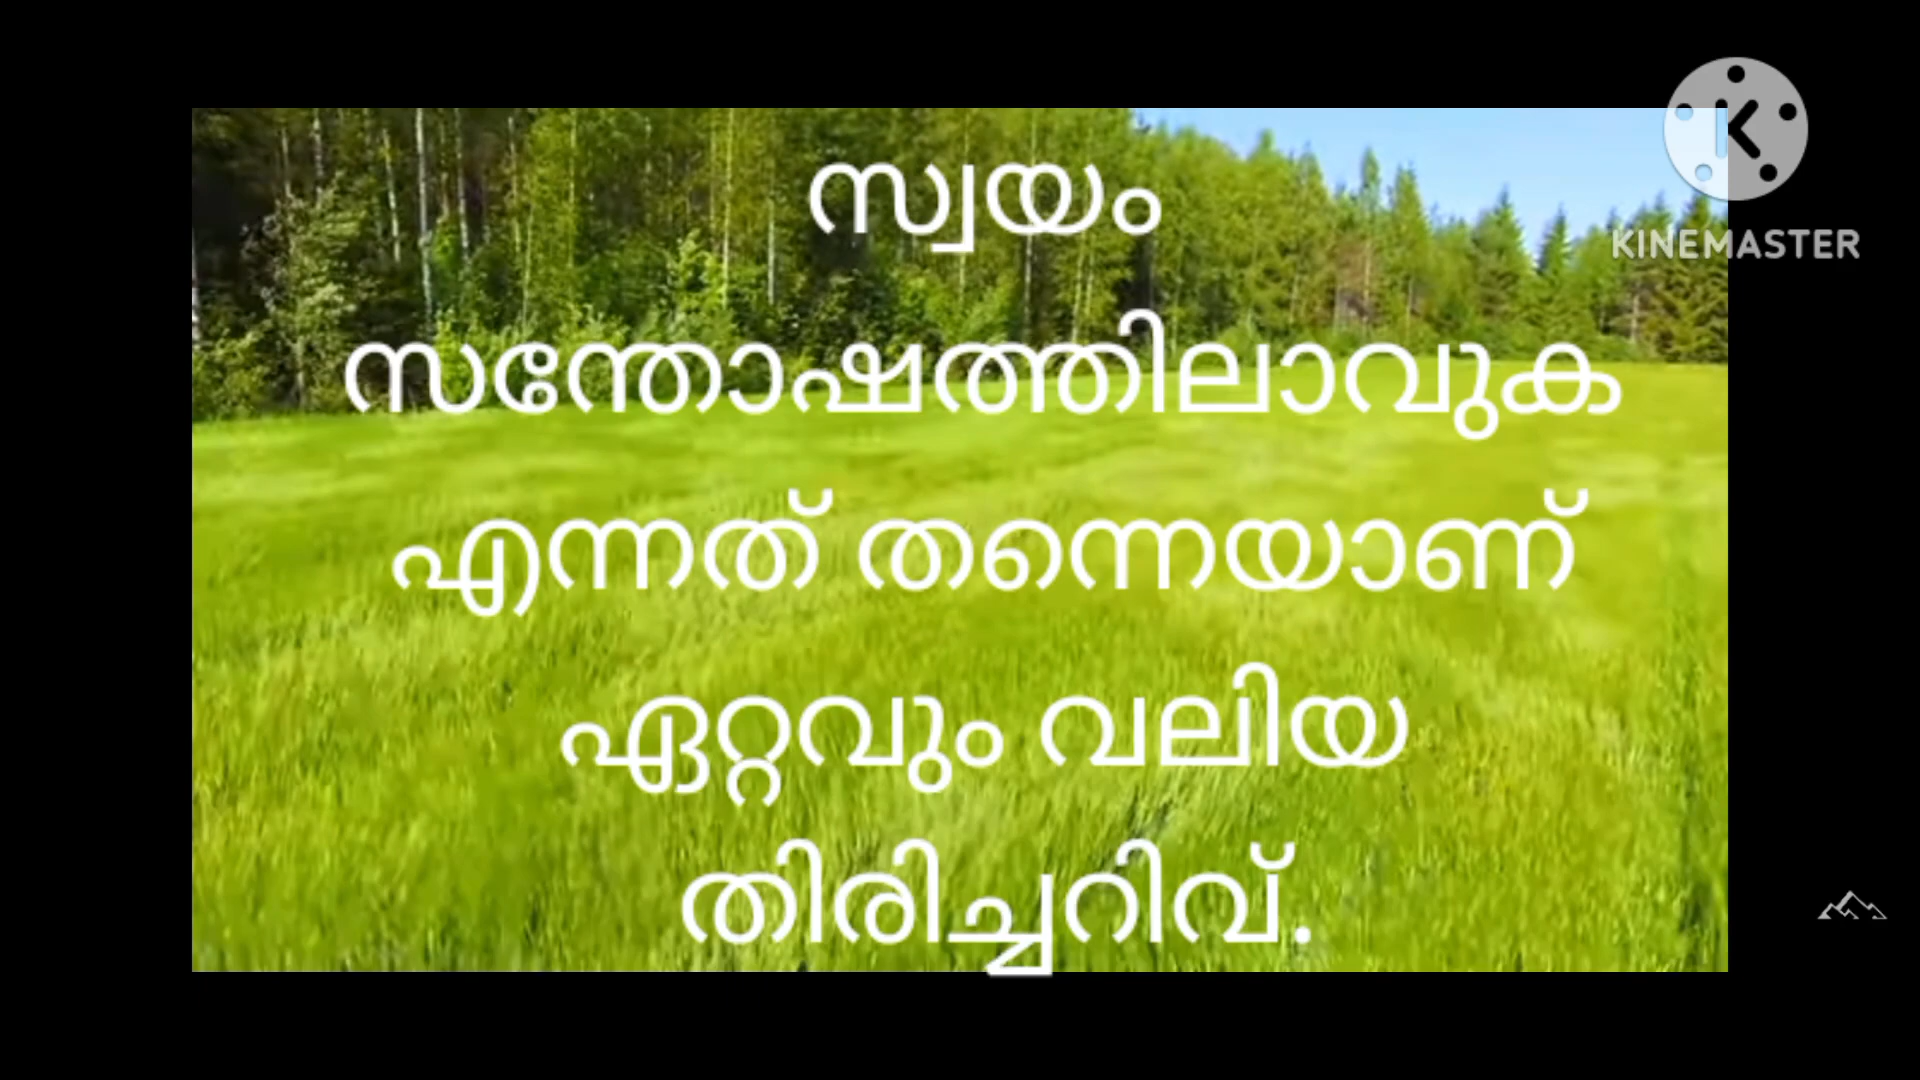 സ്വയം
KINEMASTER
സന്തോഷത്തിലാവുക
എന്നത് തന്നെയാണ്
ഏറ്റവും വലിയ
തിരിച്ചറിവ്.